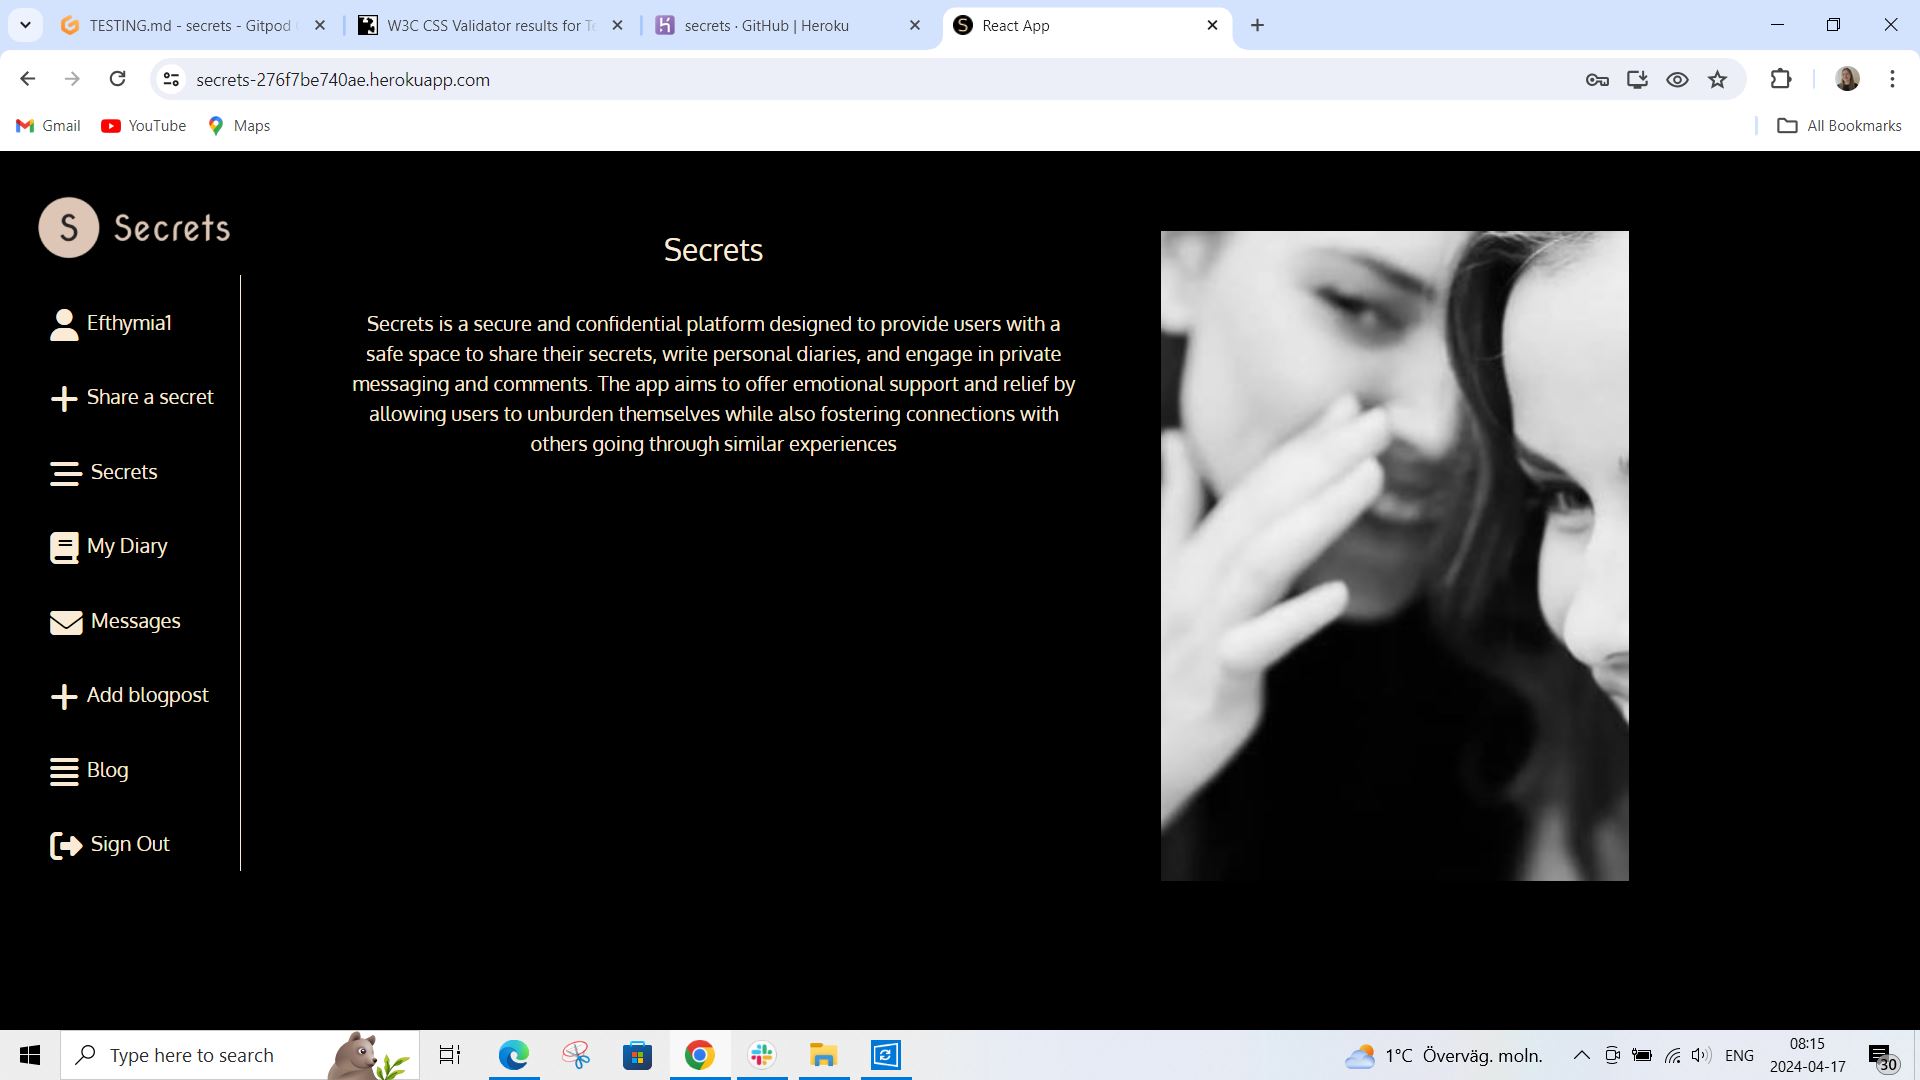 TESTING.md - secrets - Gitpod
W3C CSS Validator results for Te
secrets · GitHub | Heroku
S
React App
secrets-276f7be740ae.herokuapp.com
Gmail
YouTube
Maps
All Bookmarks
S Secrets
Efthymia1
Share a secret
Secrets
My Diary
Messages
Add blogpost
Blog
Sign Out
Secrets
Secrets is a secure and confidential platform designed to provide users with a
safe space to share their secrets, write personal diaries, and engage in private
messaging and comments. The app aims to offer emotional support and relief by
allowing users to unburden themselves while also fostering connections with
others going through similar experiences
Type here to search
1°C Överväg. moln.
ENG
08:15
2024-04-17
30